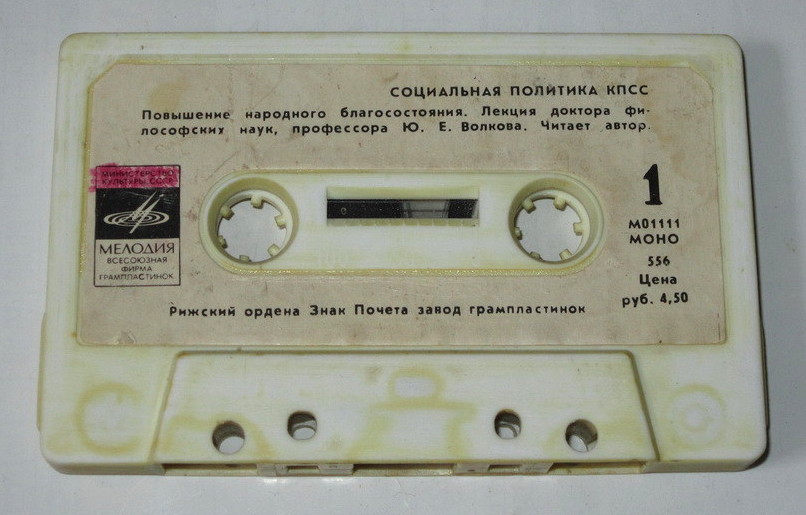 СОЦИАЛЬНАЯ ПОЛИТИКА КПСС
Повышение народного благосостояния. Лекция доктора фи-
лософских наук, профессора Ю. Е. Волкова. Читает автор.
МИНИСТЕРСТВО
КУЛЬТУРЫ СССР
МЕЛОДИЯ
ВСЕСОЮЗНАЯ
ФИРМА
ГРАМПЛАСТИНОК
1
М01111
МОНО
556
Цена
руб. 4,50
Рижский ордена Знак Почета завод грампластинок